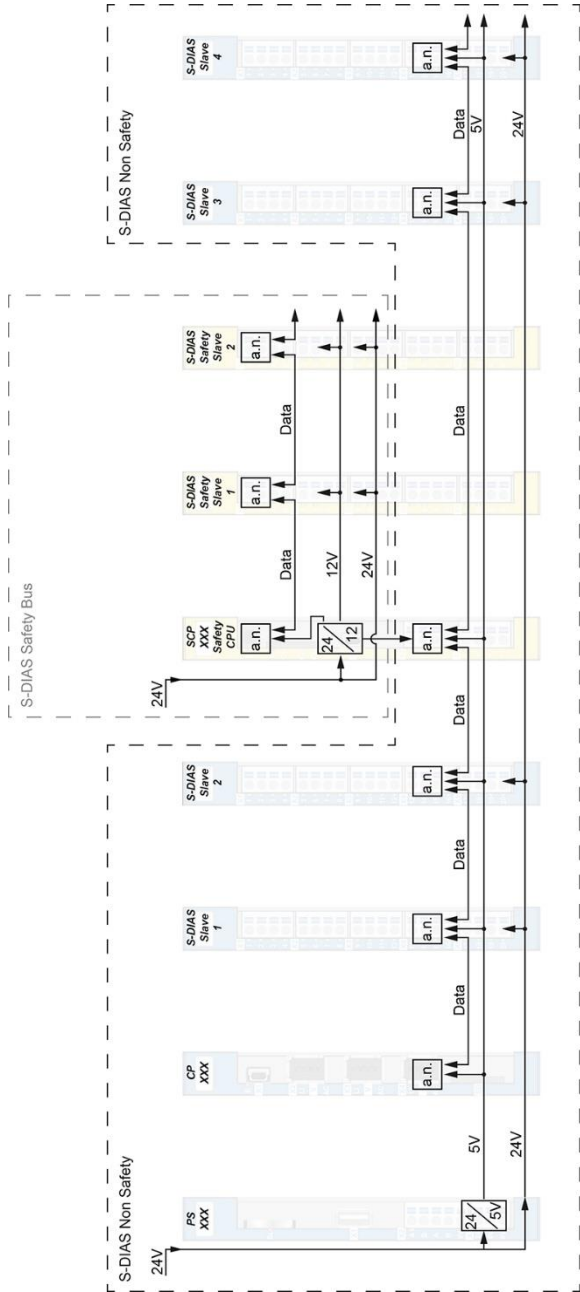 S-DIAS Non Safety
24V
PS
XXX
24
5V
5V
24V
CP
XXX
a.n.
Data
S-DIAS
Slave
1
a.n.
Data
S-DIAS
Slave
2
a.n.
Data
S-DIAS Safety Bus
24V
SCP
XXX
Safety
CPU
a.n.
24
12
a.n.
Data
12V
24V
S-DIAS
Safety
Slave
1
a.n.
Data
Data
S-DIAS
Safety
Slave
2
a.n.
S-DIAS Non Safety
S-DIAS
Slave
3
a.n.
Data
5V
24V
S-DIAS
Slave
4
a.n.